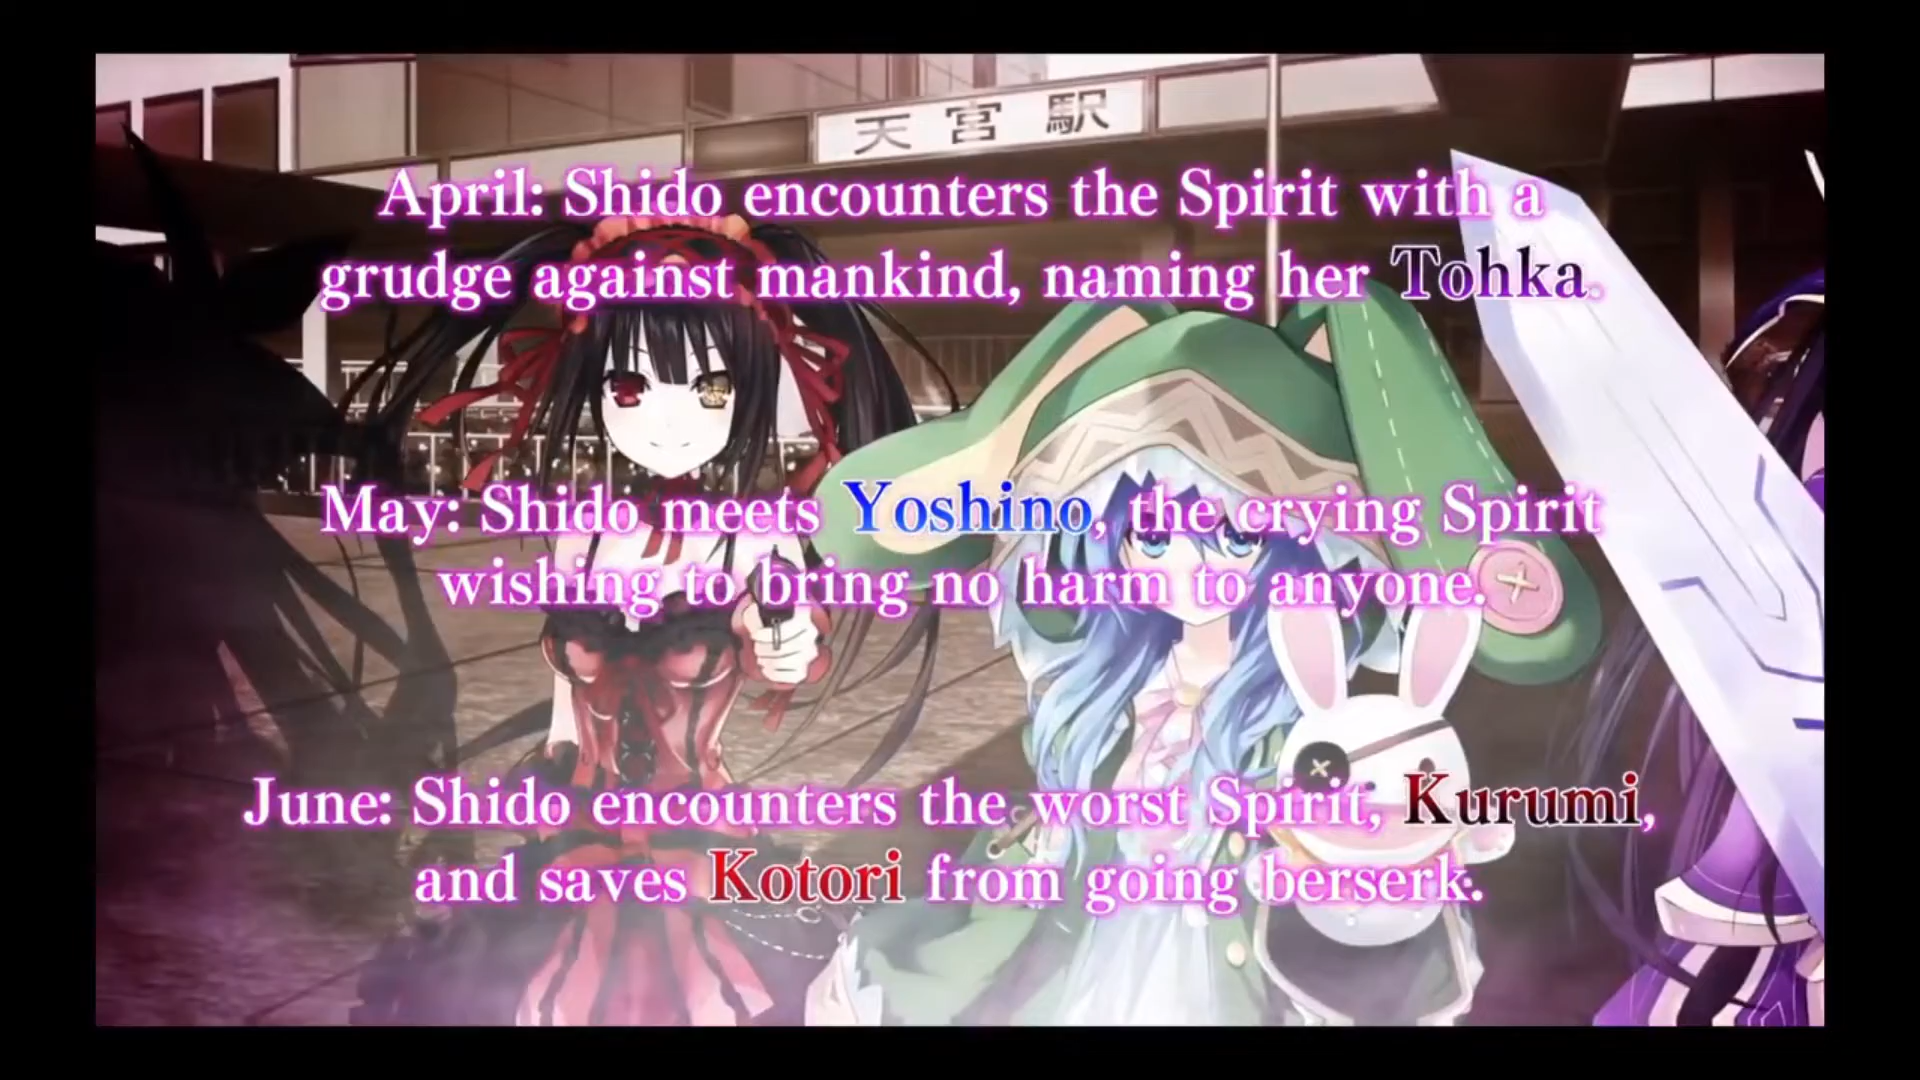 天宮駅
April: Shido encounters the Spirit with a
grudge against mankind, naming her Tohka.
May: Shido meets Yoshino, the crying Spirit
wishing to bring no harm to anyone.
June: Shido encounters the worst Spirit, Kurumi,
and saves Kotori from going berserk.